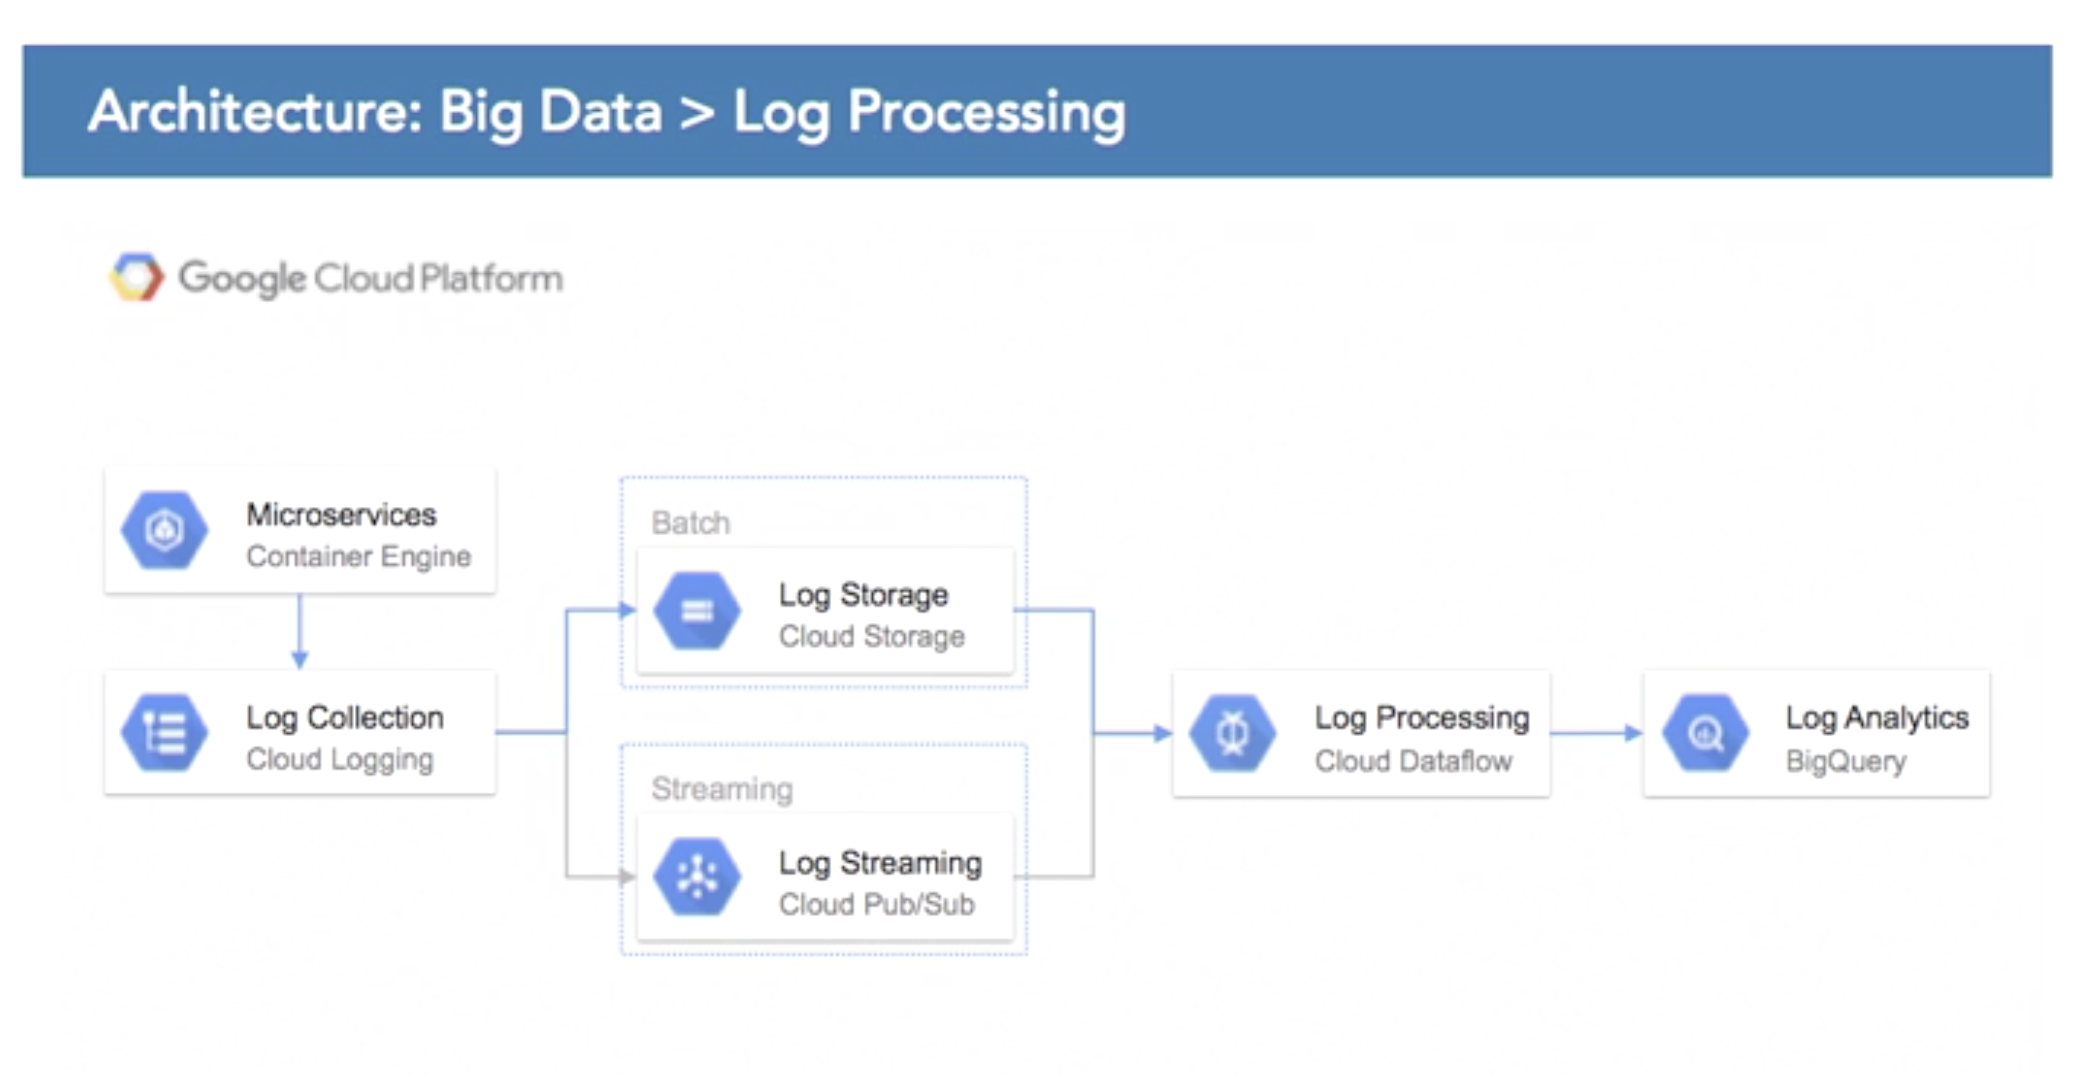 Architecture: Big Data > Log Processing
Google Cloud Platform
Microservices
Container Engine
Log Collection
Cloud Logging
Batch
Log Storage
Cloud Storage
Streaming
Log Streaming
Cloud Pub/Sub
Log Processing
Cloud Dataflow
Log Analytics
BigQuery